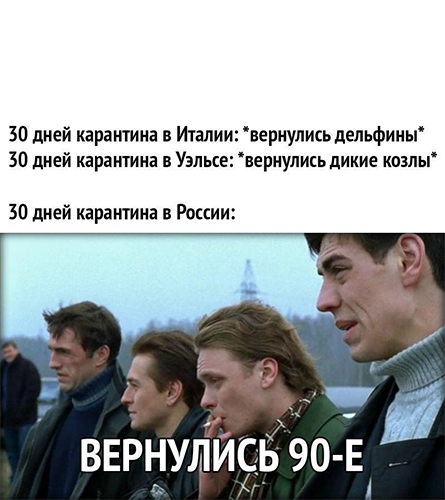 30 дней карантина в Италии: *вернулись дельфины*
30 дней карантина в Уэльсе: *вернулись дикие козлы*
30 дней карантина в России:
ВЕРНУЛИСЬ 90-Е